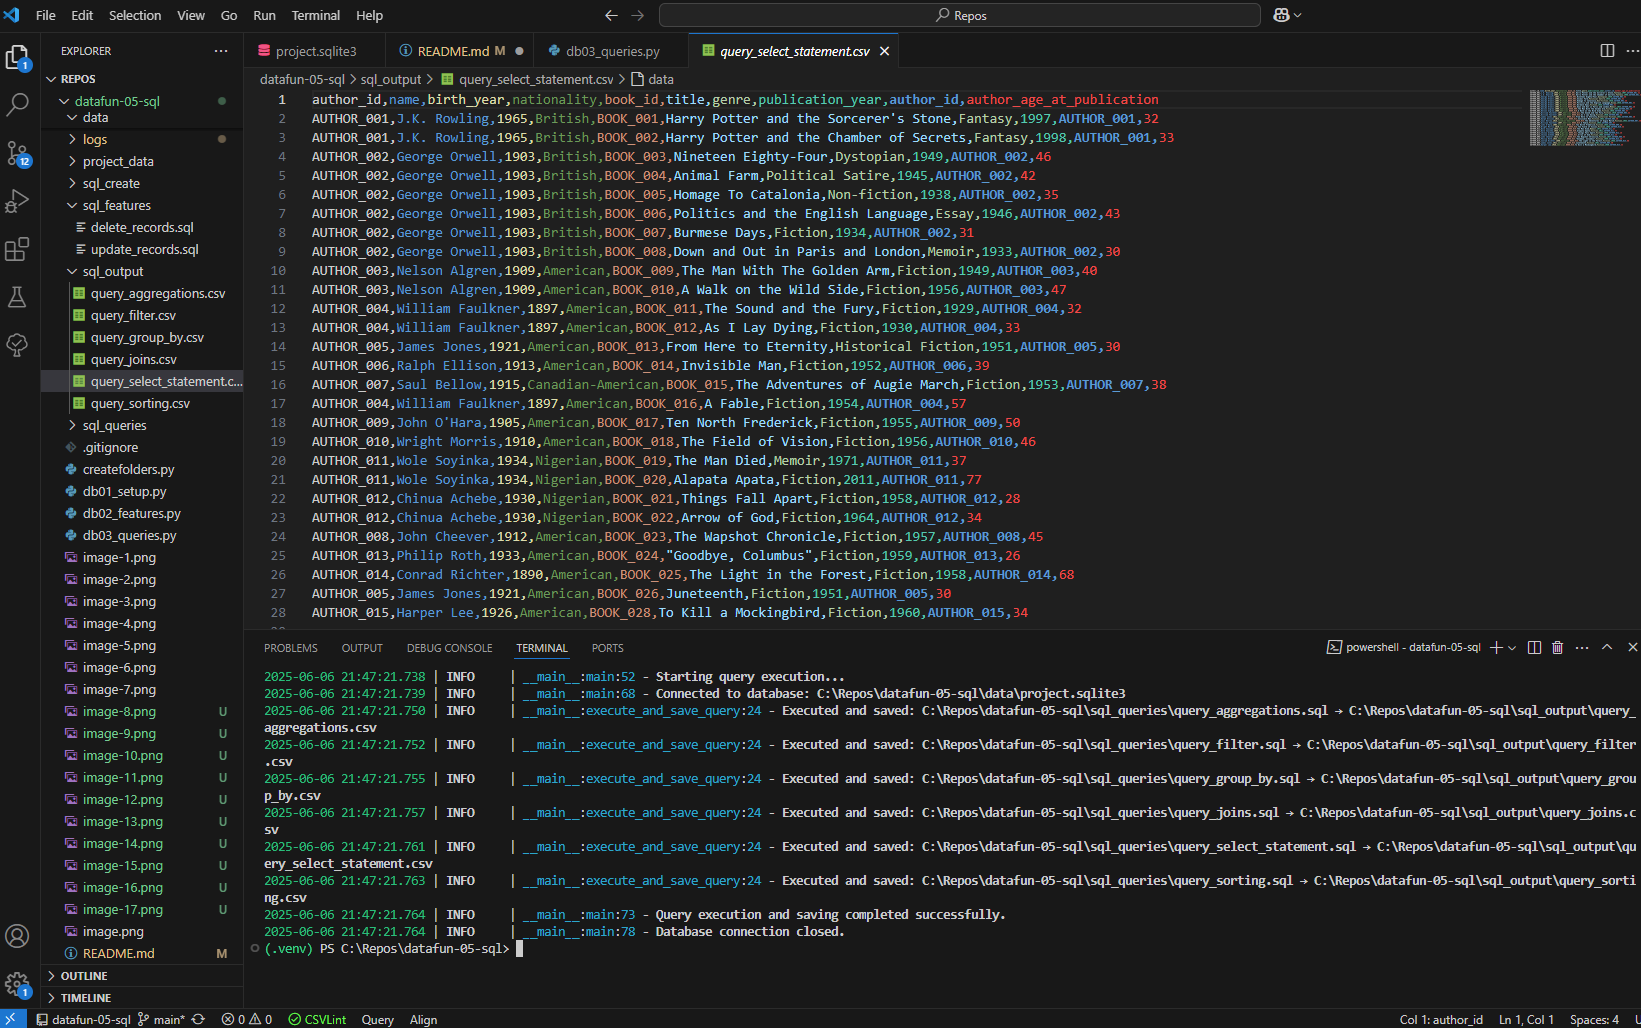 File Edit Selection View Go Run Terminal Help
Repos
EXPLORER
REPOS
datafun-05-sql
data
logs
project_data
sql_create
sql_features
delete_records.sql
update_records.sql
sql_output
query_aggregations.csv
query_filter.csv
query_group_by.csv
query_joins.csv
query_select_statement.c...
query_sorting.csv
sql_queries
.gitignore
createfolders.py
db01_setup.py
db02_features.py
db03_queries.py
image-1.png
image-2.png
image-3.png
image-4.png
image-5.png
image-6.png
image-7.png
image-8.png U
image-9.png U
image-10.png U
image-11.png U
image-12.png U
image-13.png U
image-14.png U
image-15.png U
image-16.png U
image-17.png U
image.png
README.md M
OUTLINE
TIMELINE
1
12
1
project.sqlite3 README.md M db03_queries.py query_select_statement.csv
datafun-05-sql > sql_output > query_select_statement.csv > data
1 author_id,name,birth_year,nationality,book_id,title,genre,publication_year,author_id,author_age_at_publication
2 AUTHOR_001,J.K. Rowling,1965,British,BOOK_001,Harry Potter and the Sorcerer's Stone,Fantasy,1997,AUTHOR_001,32
3 AUTHOR_001,J.K. Rowling,1965,British,BOOK_002,Harry Potter and the Chamber of Secrets,Fantasy,1998,AUTHOR_001,33
4 AUTHOR_002,George Orwell,1903,British,BOOK_003,Nineteen Eighty-Four,Dystopian,1949,AUTHOR_002,46
5 AUTHOR_002,George Orwell,1903,British,BOOK_004,Animal Farm,Political Satire,1945,AUTHOR_002,42
6 AUTHOR_002,George Orwell,1903,British,BOOK_005,Homage To Catalonia,Non-fiction,1938,AUTHOR_002,35
7 AUTHOR_002,George Orwell,1903,British,BOOK_006,Politics and the English Language,Essay,1946,AUTHOR_002,43
8 AUTHOR_002,George Orwell,1903,British,BOOK_007,Burmese Days,Fiction,1934,AUTHOR_002,31
9 AUTHOR_002,George Orwell,1903,British,BOOK_008,Down and Out in Paris and London,Memoir,1933,AUTHOR_002,30
10 AUTHOR_003,Nelson Algren,1909,American,BOOK_009,The Man With The Golden Arm,Fiction,1949,AUTHOR_003,40
11 AUTHOR_003,Nelson Algren,1909,American,BOOK_010,A Walk on the Wild Side,Fiction,1956,AUTHOR_003,47
12 AUTHOR_004,William Faulkner,1897,American,BOOK_011,The Sound and the Fury,Fiction,1929,AUTHOR_004,32
13 AUTHOR_004,William Faulkner,1897,American,BOOK_012,As I Lay Dying,Fiction,1930,AUTHOR_004,33
14 AUTHOR_005,James Jones,1921,American,BOOK_013,From Here to Eternity,Historical Fiction,1951,AUTHOR_005,30
15 AUTHOR_006,Ralph Ellison,1913,American,BOOK_014,Invisible Man,Fiction,1952,AUTHOR_006,39
16 AUTHOR_007,Saul Bellow,1915,Canadian-American,BOOK_015,The Adventures of Augie March,Fiction,1953,AUTHOR_007,38
17 AUTHOR_004,William Faulkner,1897,American,BOOK_016,A Fable,Fiction,1954,AUTHOR_004,57
18 AUTHOR_009,John O'Hara,1905,American,BOOK_017,Ten North Frederick,Fiction,1955,AUTHOR_009,50
19 AUTHOR_010,Wright Morris,1910,American,BOOK_018,The Field of Vision,Fiction,1956,AUTHOR_010,46
20 AUTHOR_011,Wole Soyinka,1934,Nigerian,BOOK_019,The Man Died,Memoir,1971,AUTHOR_011,37
21 AUTHOR_011,Wole Soyinka,1934,Nigerian,BOOK_020,Alapata Apata,Fiction,2011,AUTHOR_011,77
22 AUTHOR_012,Chinua Achebe,1930,Nigerian,BOOK_021,Things Fall Apart,Fiction,1958,AUTHOR_012,28
23 AUTHOR_012,Chinua Achebe,1930,Nigerian,BOOK_022,Arrow of God,Fiction,1964,AUTHOR_012,34
24 AUTHOR_008,John Cheever,1912,American,BOOK_023,The Wapshot Chronicle,Fiction,1957,AUTHOR_008,45
25 AUTHOR_013,Philip Roth,1933,American,BOOK_024,"Goodbye, Columbus",Fiction,1959,AUTHOR_013,26
26 AUTHOR_014,Conrad Richter,1890,American,BOOK_025,The Light in the Forest,Fiction,1958,AUTHOR_014,68
27 AUTHOR_005,James Jones,1921,American,BOOK_026,Juneteenth,Fiction,1951,AUTHOR_005,30
28 AUTHOR_015,Harper Lee,1926,American,BOOK_028,To Kill a Mockingbird,Fiction,1960,AUTHOR_015,34
PROBLEMS OUTPUT DEBUG CONSOLE TERMINAL PORTS powershell - datafun-05-sql
2025-06-06 21:47:21.738 | INFO | __main__:main:52 - Starting query execution...
2025-06-06 21:47:21.739 | INFO | __main__:main:68 - Connected to database: C:\Repos\datafun-05-sql\data\project.sqlite3
2025-06-06 21:47:21.750 | INFO | __main__:execute_and_save_query:24 - Executed and saved: C:\Repos\datafun-05-sql\sql_queries\query_aggregations.sql → C:\Repos\datafun-05-sql\sql_output\query_
aggregations.csv
2025-06-06 21:47:21.752 | INFO | __main__:execute_and_save_query:24 - Executed and saved: C:\Repos\datafun-05-sql\sql_queries\query_filter.sql → C:\Repos\datafun-05-sql\sql_output\query_filter
.csv
2025-06-06 21:47:21.755 | INFO | __main__:execute_and_save_query:24 - Executed and saved: C:\Repos\datafun-05-sql\sql_queries\query_group_by.sql → C:\Repos\datafun-05-sql\sql_output\query_grou
p_by.csv
2025-06-06 21:47:21.757 | INFO | __main__:execute_and_save_query:24 - Executed and saved: C:\Repos\datafun-05-sql\sql_queries\query_joins.sql → C:\Repos\datafun-05-sql\sql_output\query_joins.c
sv
2025-06-06 21:47:21.761 | INFO | __main__:execute_and_save_query:24 - Executed and saved: C:\Repos\datafun-05-sql\sql_queries\query_select_statement.sql → C:\Repos\datafun-05-sql\sql_output\qu
ery_select_statement.csv
2025-06-06 21:47:21.763 | INFO | __main__:execute_and_save_query:24 - Executed and saved: C:\Repos\datafun-05-sql\sql_queries\query_sorting.sql → C:\Repos\datafun-05-sql\sql_output\query_sorti
ng.csv
2025-06-06 21:47:21.764 | INFO | __main__:main:73 - Query execution and saving completed successfully.
2025-06-06 21:47:21.764 | INFO | __main__:main:78 - Database connection closed.
(.venv) PS C:\Repos\datafun-05-sql>
datafun-05-sql main* 0 0 CSVLint Query Align Col 1: author_id Ln 1, Col 1 Spaces: 4